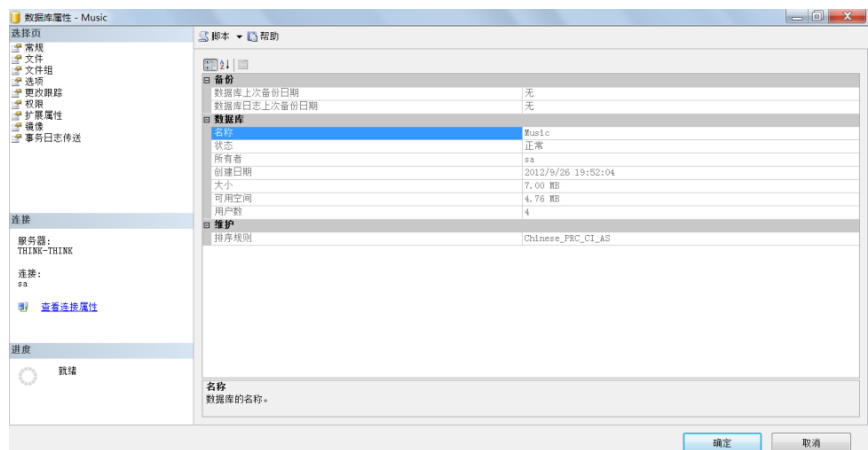 数据库属性 - Music
选择页
常规
文件
文件组
选项
更改跟踪
权限
扩展属性
镜像
事务日志传送
连接
服务器:
THINK-THINK
连接:
sa
查看连接属性
进度
就绪
脚本 帮助
备份
数据库上次备份日期 无
数据库日志上次备份日期 无
数据库
名称 Music
状态 正常
所有者 sa
创建日期 2012/9/26 19:52:04
大小 7.00 MB
可用空间 4.76 MB
用户数 4
维护
排序规则 Chinese_PRC_CI_AS
名称
数据库的名称。
确定 取消